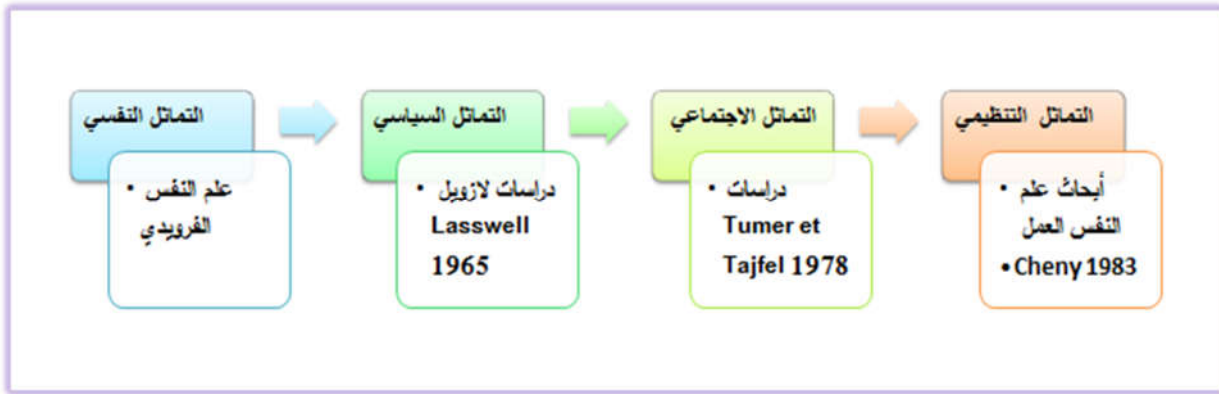 التماثل النفسي
• علم النفس
الفرويدي
التماثل السياسي
• دراسات لازويل
Lasswell
1965
التماثل الاجتماعي
• دراسات
Tumer et
Tajfel 1978
التماثل التنظيمي
• أبحاث علم
النفس العمل
• Cheny 1983